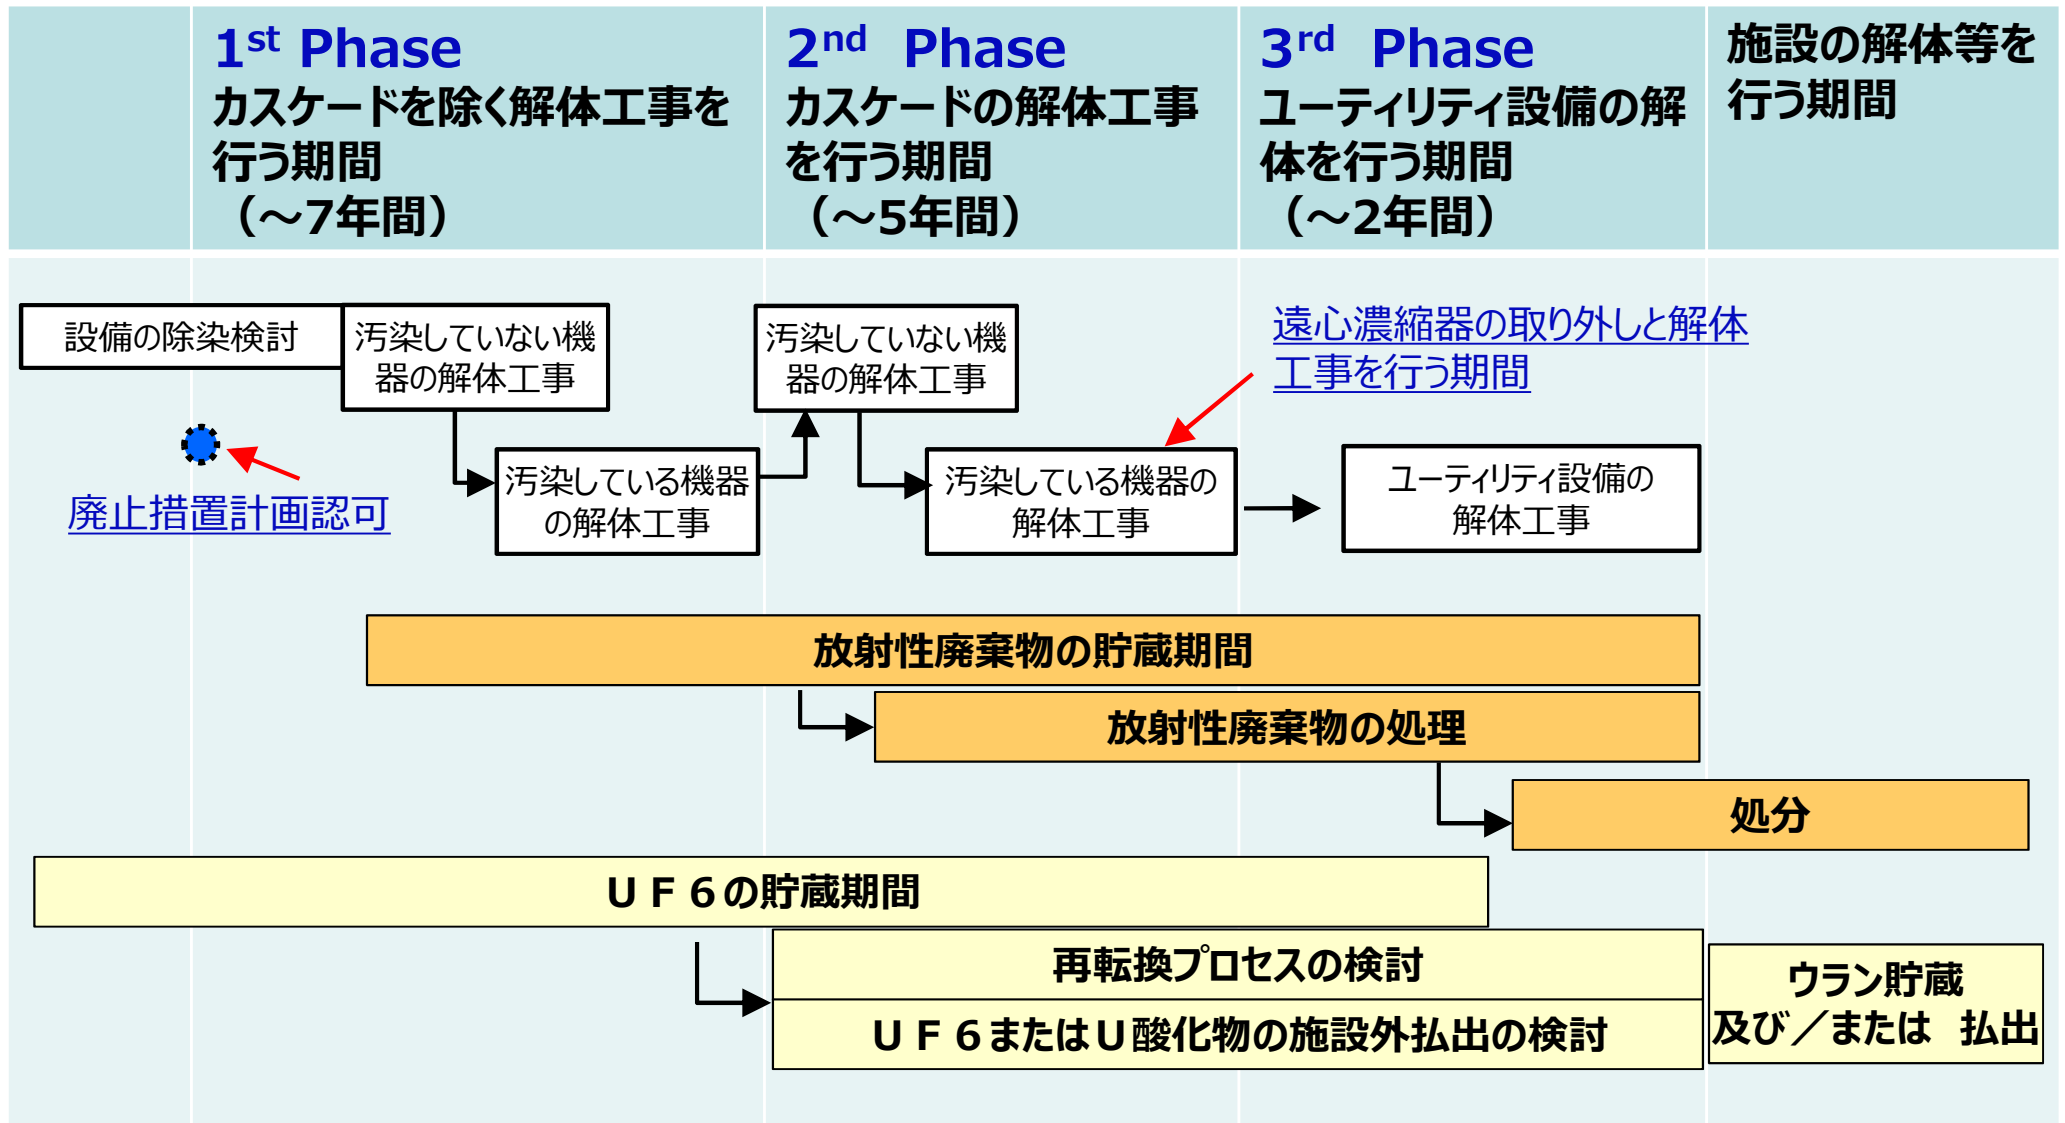 1st Phase
カスケードを除く解体工事を
行う期間
（～7年間）
2nd Phase
カスケードの解体工事
を行う期間
（～5年間）
3rd Phase
ユーティリティ設備の解
体を行う期間
（～2年間）
施設の解体等を
行う期間
設備の除染検討
汚染していない機
器の解体工事
汚染している機器
の解体工事
汚染していない機
器の解体工事
汚染している機器の
解体工事
遠心濃縮器の取り外しと解体
工事を行う期間
ユーティリティ設備の
解体工事
廃止措置計画認可
放射性廃棄物の貯蔵期間
放射性廃棄物の処理
処分
ＵＦ６の貯蔵期間
再転換プロセスの検討
ＵＦ６またはＵ酸化物の施設外払出の検討
ウラン貯蔵
及び／または　払出